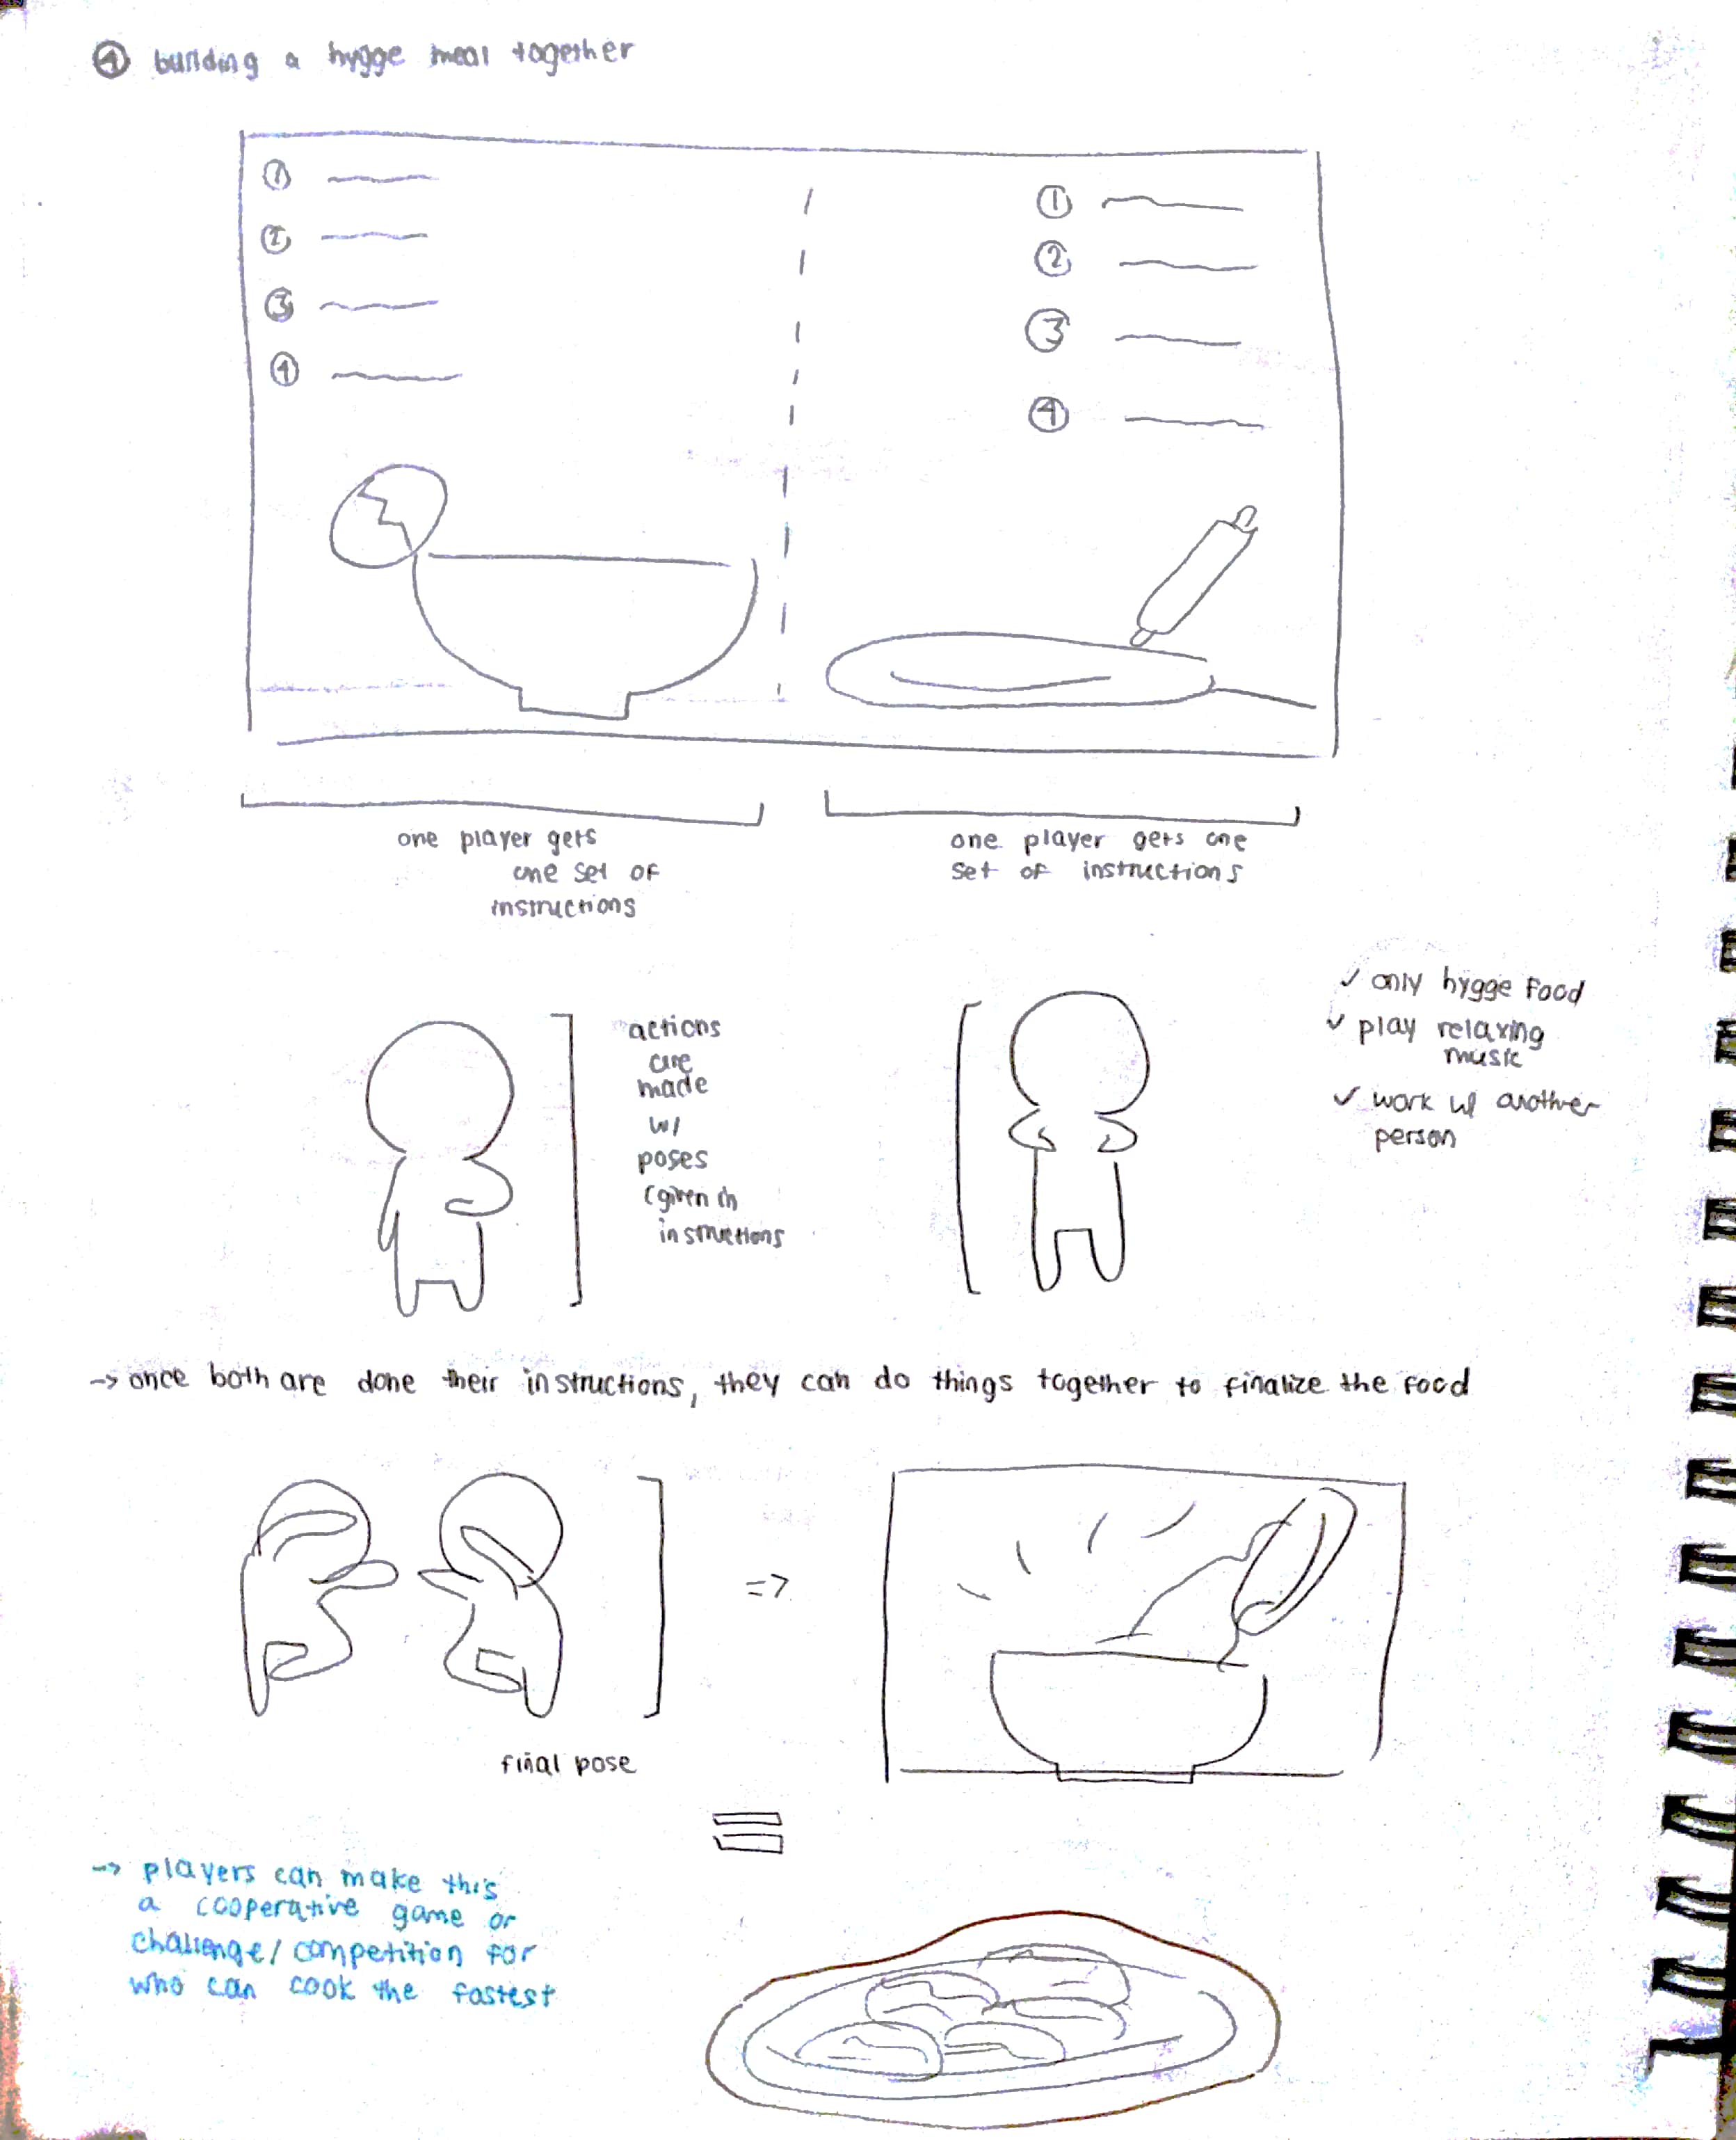 ④ building a hygge meal together
①
②
③
④
①
②
③
④
one player gets
one set of
instructions
one player gets one
set of instructions
actions
are
made
w/
poses
(given in
instructions
✓ only hygge food
✓ play relaxing
music
✓ work w/ another
person
-> once both are done their instructions, they can do things together to finalize the food
=>
final pose
-> players can make this
a cooperative game or
challenge/competition for
who can cook the fastest